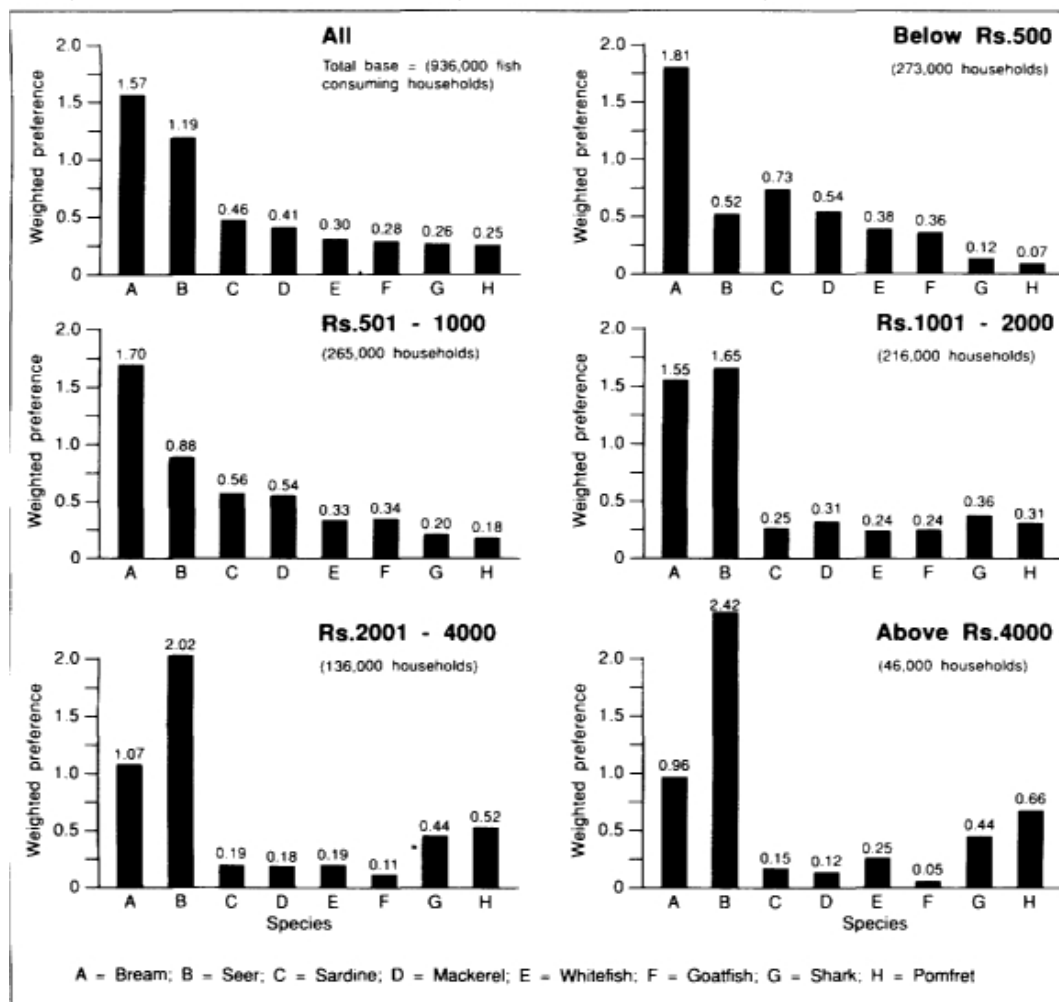 All
Total base = (936,000 fish
consuming households)
Weighted preference
2.0
1.5
1.0
0.5
0
1.57
1.19
0.46
0.41
0.30
0.28
0.26
0.25
A B C D E F G H
Below Rs.500
(273,000 households)
Weighted preference
2.0
1.5
1.0
0.5
0
1.81
0.52
0.73
0.54
0.38
0.36
0.12
0.07
A B C D E F G H
Rs.501 - 1000
(265,000 households)
Weighted preference
2.0
1.5
1.0
0.5
0
1.70
0.88
0.56
0.54
0.33
0.34
0.20
0.18
A B C D E F G H
Rs.1001 - 2000
(216,000 households)
Weighted preference
2.0
1.5
1.0
0.5
0
1.55
1.65
0.25
0.31
0.24
0.24
0.36
0.31
A B C D E F G H
Rs.2001 - 4000
(136,000 households)
Weighted preference
2.0
1.5
1.0
0.5
0
1.07
2.02
0.19
0.18
0.19
0.11
0.44
0.52
A B C D E F G H
Species
Above Rs.4000
(46,000 households)
Weighted preference
2.0
1.5
1.0
0.5
0
0.96
2.42
0.15
0.12
0.25
0.05
0.44
0.66
A B C D E F G H
Species
A = Bream; B = Seer; C = Sardine; D = Mackerel; E = Whitefish; F = Goatfish; G = Shark; H = Pomfret